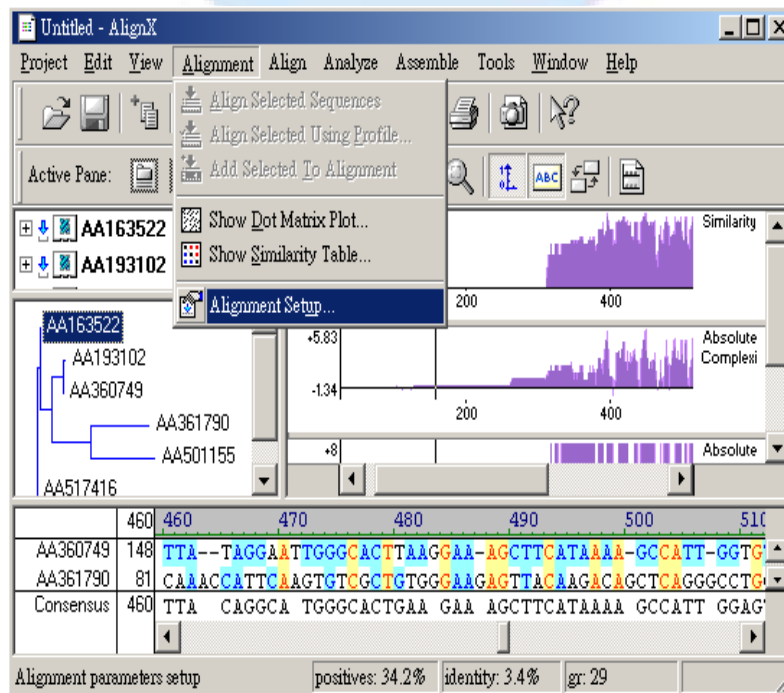 Untitled - AlignX
Project Edit View Alignment Align Analyze Assemble Tools Window Help
Align Selected Sequences
Align Selected Using Profile...
Add Selected To Alignment
Show Dot Matrix Plot...
Show Similarity Table...
Alignment Setup...
Active Pane:
ABC
AA163522
AA193102
Similarity
200 400
AA163522
AA193102
AA360749
AA361790
AA501155
AA517416
+5.83
-1.34
Absolute
Complexi
200 400
+8
Absolute
460 460 470 480 490 500 510
AA360749 148 TTA--TAGGAATTGGGCACTTAAGGAA-AGCTTCATAAAA-GCCATT-GGTG
AA361790 81 CAAACCATTCAAGTGTCGCTGTGGGAAGAGTTACAAGACAGCTCAGGGCCTG
Consensus 460 TTA CAGGCA TGGGCACTGAA GAA AGCTTCATAAAA GCCATT GGAG
Alignment parameters setup positives: 34.2% identity: 3.4% gr: 29